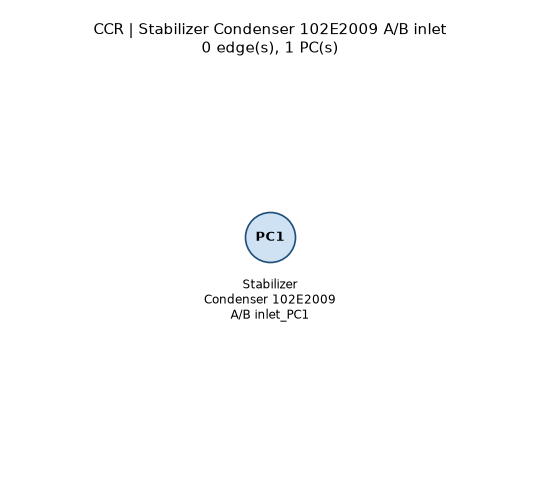 CCR | Stabilizer Condenser 102E2009 A/B inlet
0 edge(s), 1 PC(s)
PC1
Stabilizer
Condenser 102E2009
A/B inlet_PC1